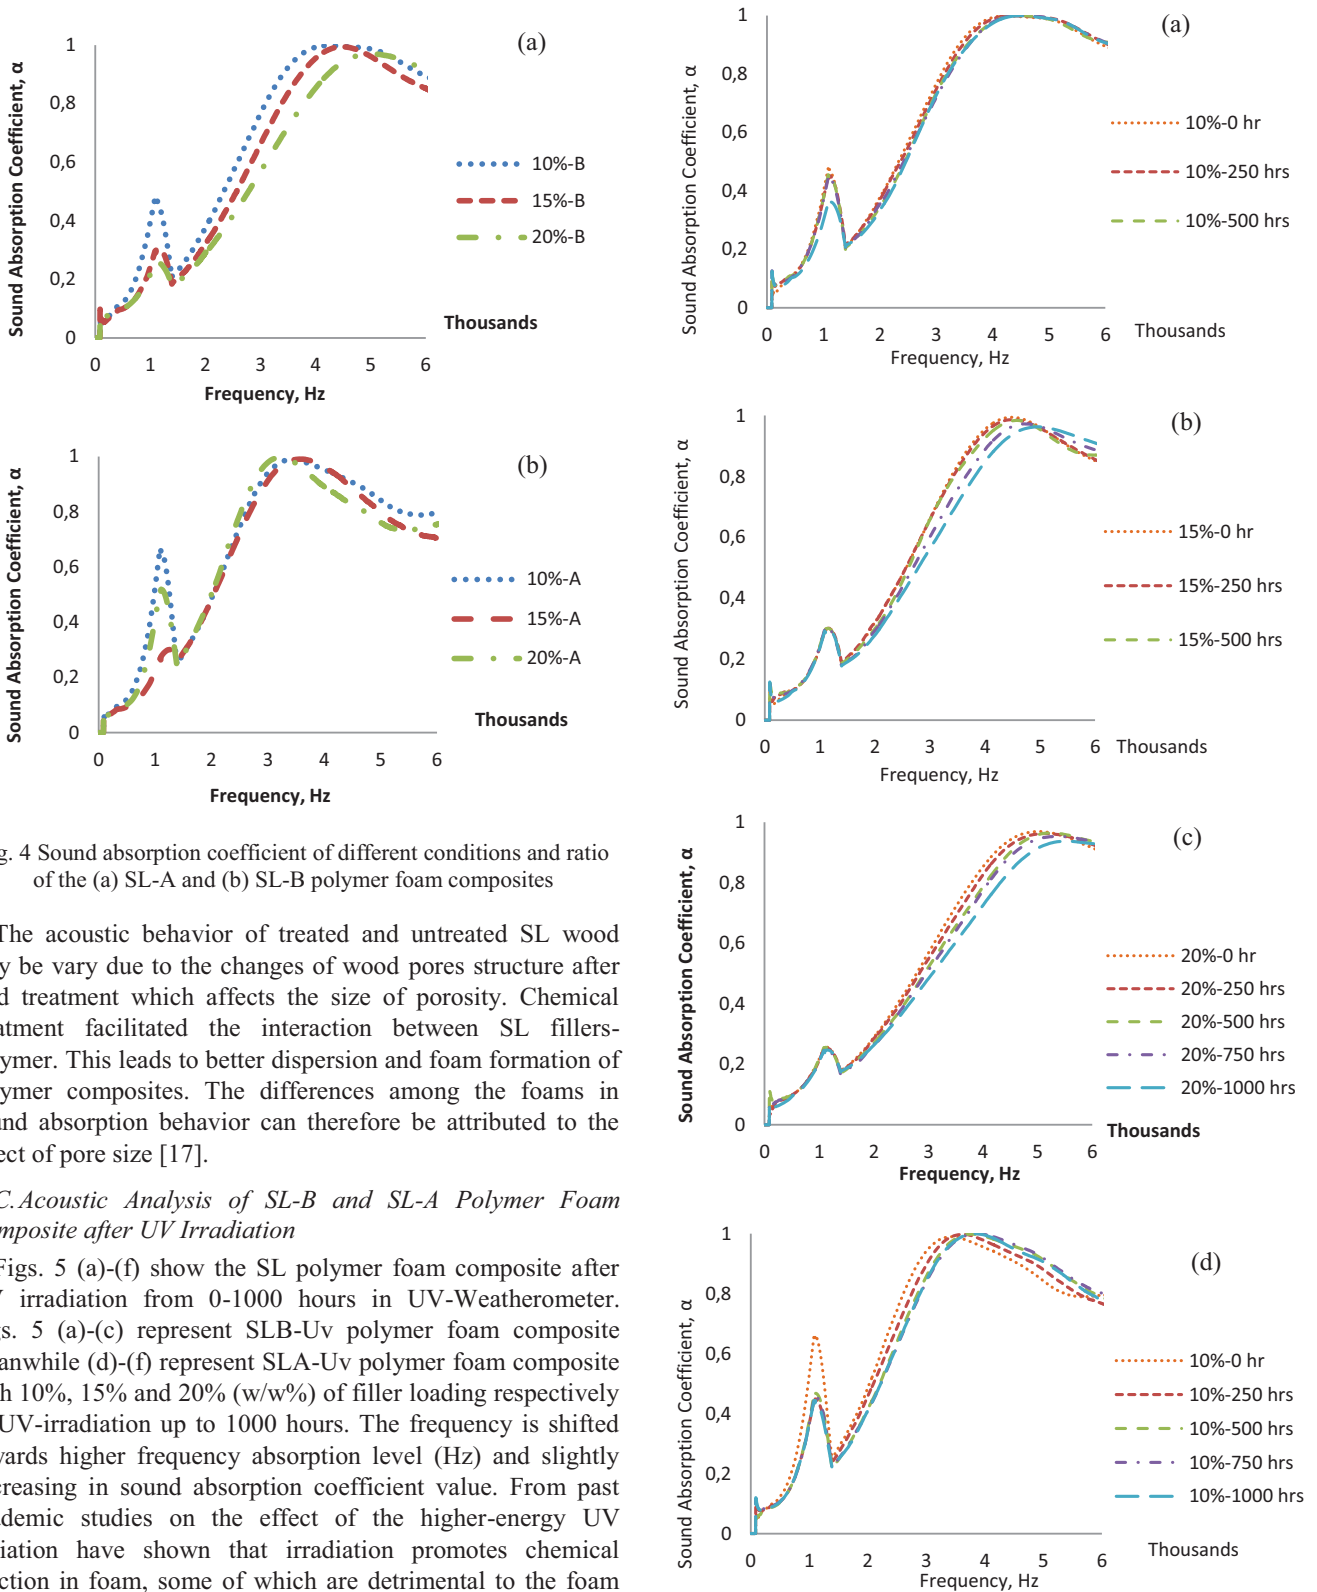 (a)
1
0,8
0,6
0,4
0,2
0
Sound Absorption Coefficient, α
10%-B
15%-B
20%-B
Thousands
0 1 2 3 4 5 6
Frequency, Hz
(b)
1
0,8
0,6
0,4
0,2
0
Sound Absorption Coefficient, α
10%-A
15%-A
20%-A
Thousands
0 1 2 3 4 5 6
Frequency, Hz
g. 4 Sound absorption coefficient of different conditions and ratio
of the (a) SL-A and (b) SL-B polymer foam composites
The acoustic behavior of treated and untreated SL wood
y be vary due to the changes of wood pores structure after
d treatment which affects the size of porosity. Chemical
atment facilitated the interaction between SL fillers-
ymer. This leads to better dispersion and foam formation of
ymer composites. The differences among the foams in
und absorption behavior can therefore be attributed to the
ect of pore size [17].
C. Acoustic Analysis of SL-B and SL-A Polymer Foam
mposite after UV Irradiation
Figs. 5 (a)-(f) show the SL polymer foam composite after
irradiation from 0-1000 hours in UV-Weatherometer.
gs. 5 (a)-(c) represent SLB-Uv polymer foam composite
anwhile (d)-(f) represent SLA-Uv polymer foam composite
h 10%, 15% and 20% (w/w%) of filler loading respectively
UV-irradiation up to 1000 hours. The frequency is shifted
wards higher frequency absorption level (Hz) and slightly
creasing in sound absorption coefficient value. From past
demic studies on the effect of the higher-energy UV
iation have shown that irradiation promotes chemical
ction in foam, some of which are detrimental to the foam
(a)
1
0,8
0,6
0,4
0,2
0
Sound Absorption Coefficient, α
10%-0 hr
10%-250 hrs
10%-500 hrs
0 1 2 3 4 5 6
Thousands
Frequency, Hz
(b)
1
0,8
0,6
0,4
0,2
0
Sound Absorption Coefficient, α
15%-0 hr
15%-250 hrs
15%-500 hrs
0 1 2 3 4 5 6
Thousands
Frequency, Hz
(c)
1
0,8
0,6
0,4
0,2
0
Sound Absorption Coefficient, α
20%-0 hr
20%-250 hrs
20%-500 hrs
20%-750 hrs
20%-1000 hrs
Thousands
0 1 2 3 4 5 6
Frequency, Hz
(d)
1
0,8
0,6
0,4
0,2
0
Sound Absorption Coefficient, α
10%-0 hr
10%-250 hrs
10%-500 hrs
10%-750 hrs
10%-1000 hrs
Thousands
0 1 2 3 4 5 6
Frequency, Hz